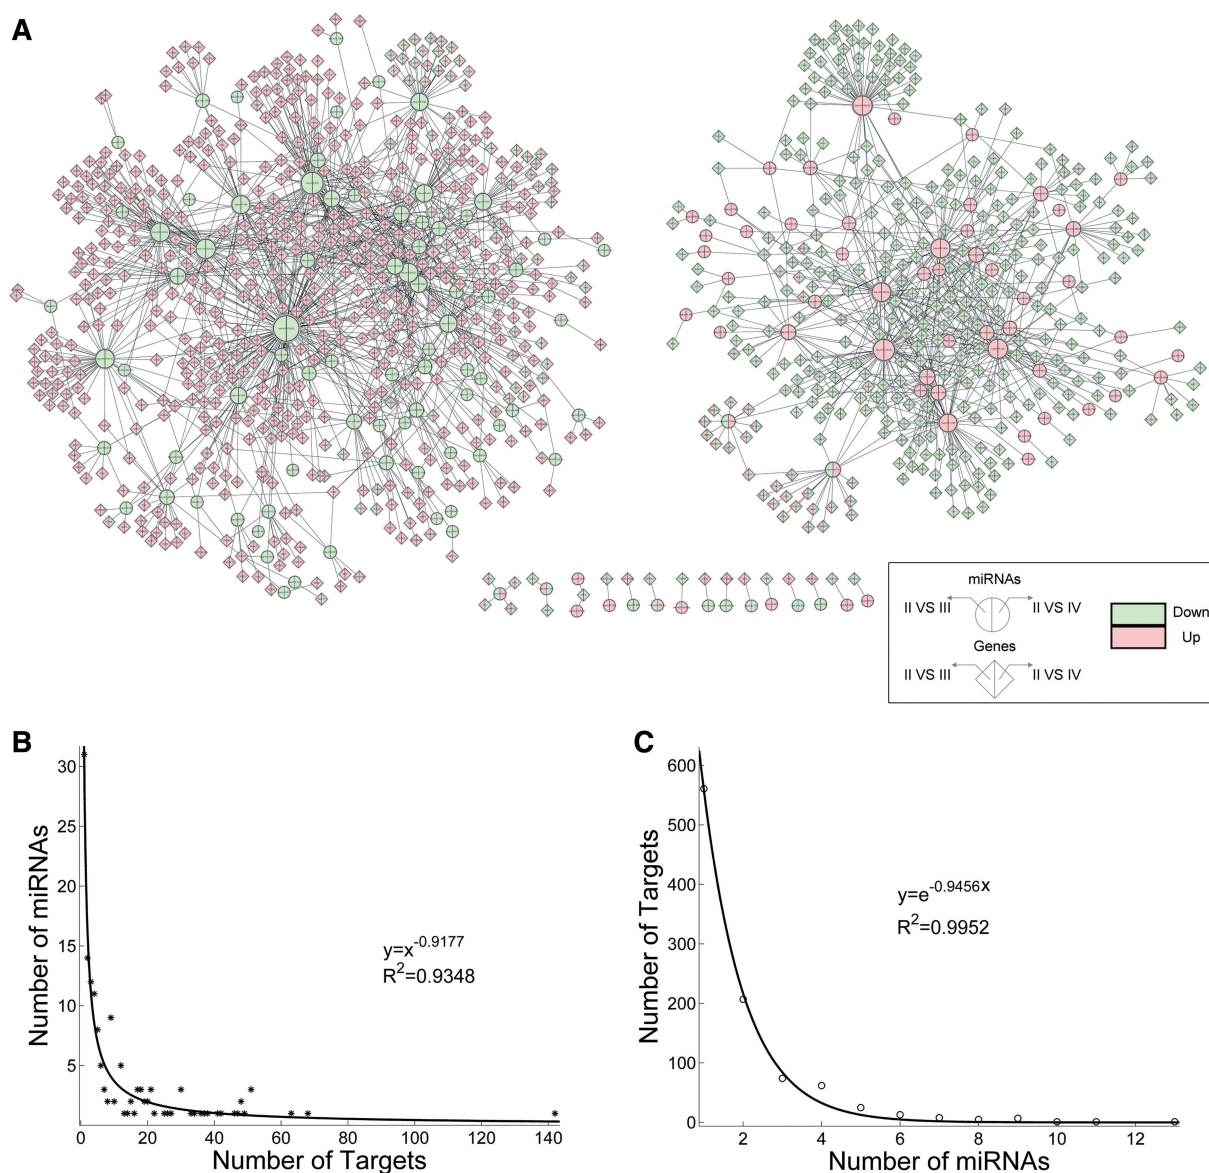 A
miRNAs
II VS III
II VS IV
Genes
II VS III
II VS IV
Down
Up
B
30
25
20
15
10
5
0 20 40 60 80 100 120 140
Number of miRNAs
Number of Targets
y=x^-0.9177
R^2=0.9348
C
600
500
400
300
200
100
0
2 4 6 8 10 12
Number of Targets
Number of miRNAs
y=e^-0.9456x
R^2=0.9952